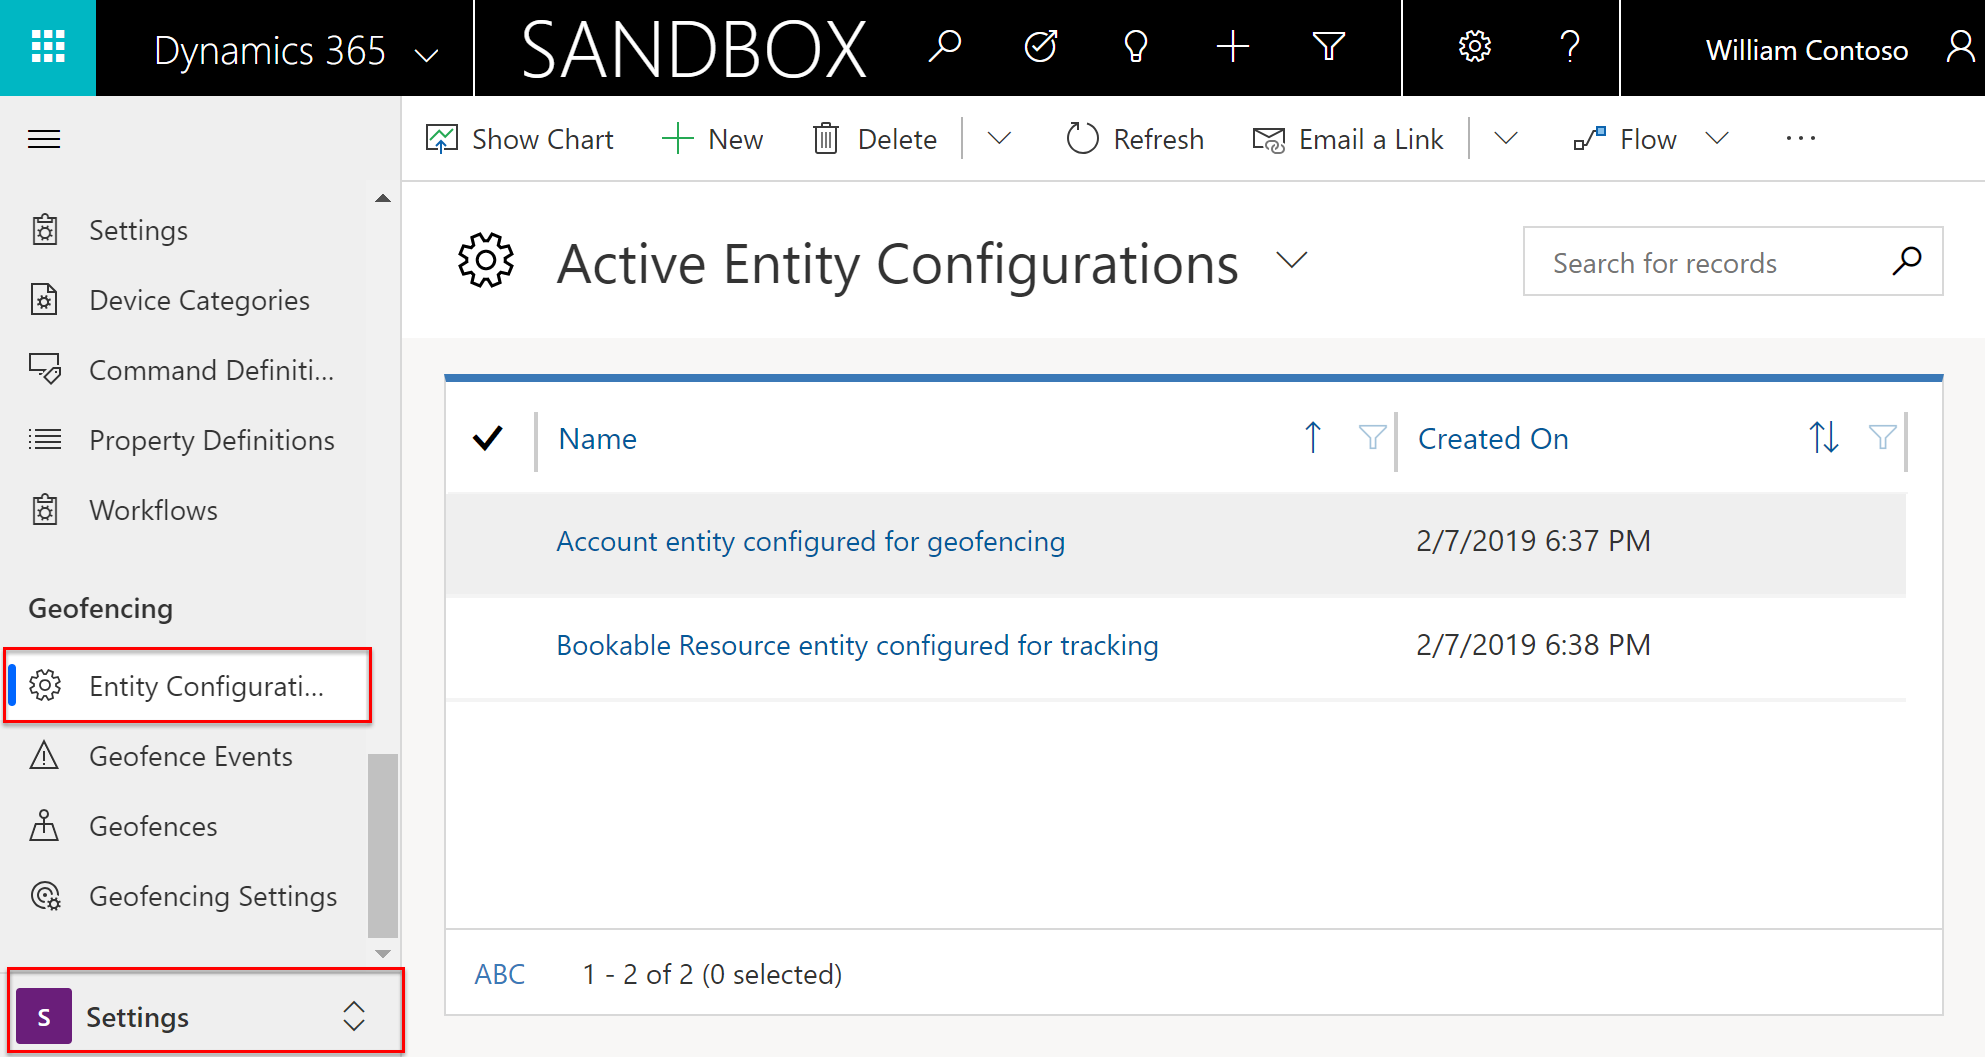 Dynamics 365
SANDBOX
William Contoso
Show Chart
New
Delete
Refresh
Email a Link
Flow
Settings
Device Categories
Command Definiti...
Property Definitions
Workflows
Geofencing
Entity Configurati...
Geofence Events
Geofences
Geofencing Settings
S Settings
Active Entity Configurations
Search for records
Name Created On
Account entity configured for geofencing 2/7/2019 6:37 PM
Bookable Resource entity configured for tracking 2/7/2019 6:38 PM
ABC 1 - 2 of 2 (0 selected)